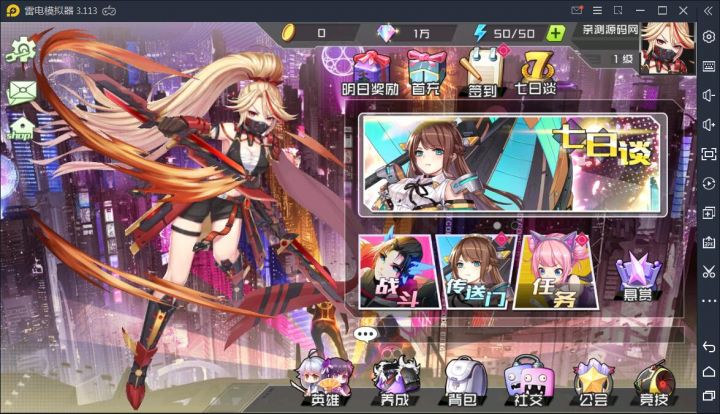 雷电模拟器 3.113
0
1万
50/50
亲测源码网
1 级
明日奖励
首充
签到
七日谈
shop!
七日谈
战斗
传送门
任务
悬赏
英雄
养成
背包
社交
公会
竞技